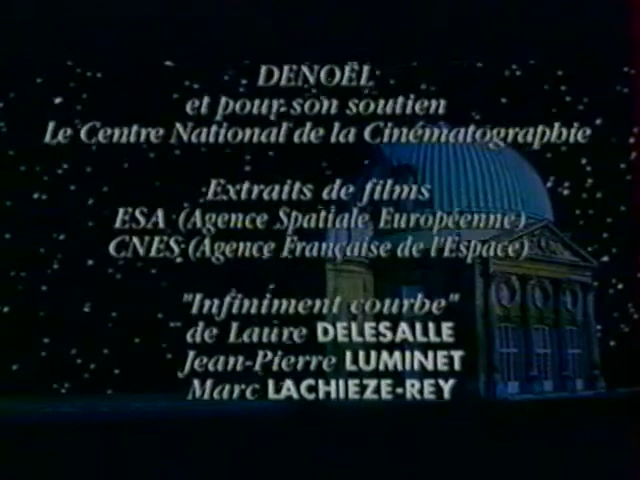 DENOËL
et pour son soutien
Le Centre National de la Cinématographie
Extraits de films
ESA (Agence Spatiale Européenne)
CNES (Agence Française de l'Espace)
"Infiniment courbe"
de Laure DELESALLE
Jean-Pierre LUMINET
Marc LACHIEZE-REY